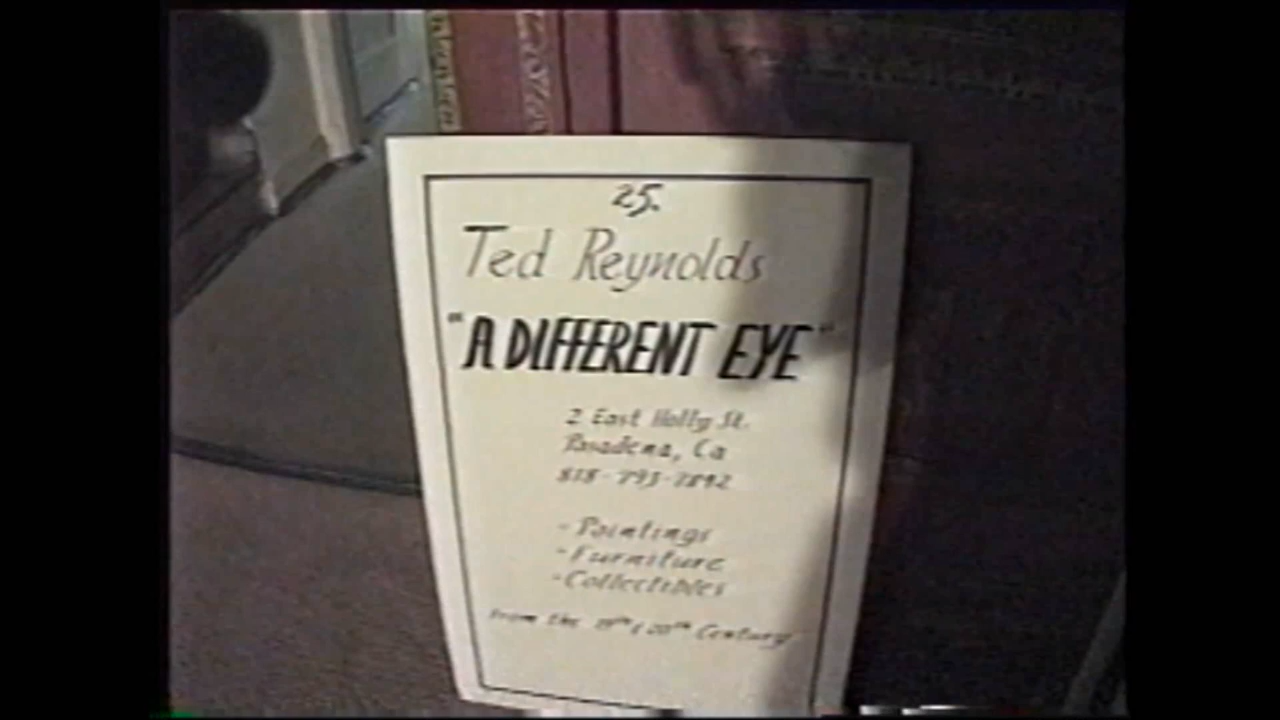 25.
Ted Reynolds
"A DIFFERENT EYE"
2 East Holly St.
Pasadena, Ca
818-793-7892
- Paintings
- Furniture
- Collectibles
From the 19th & 20th Century